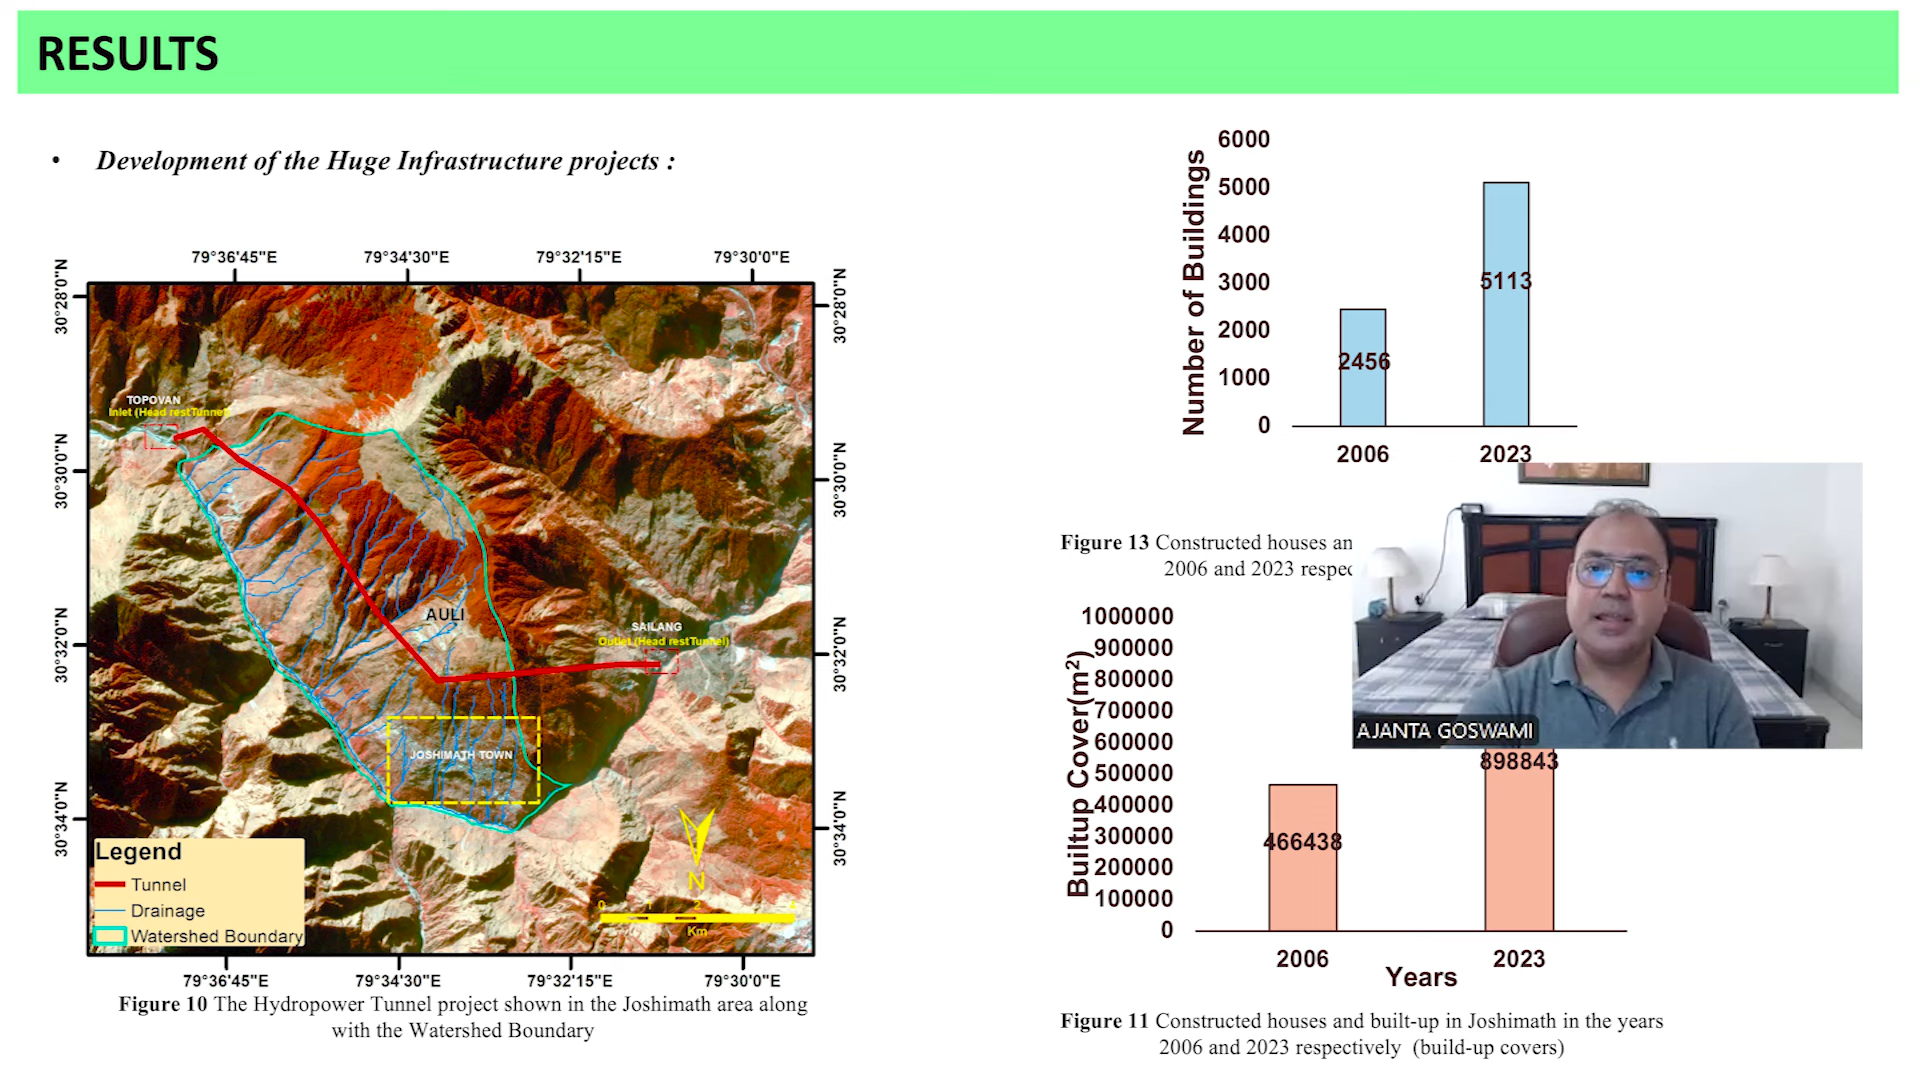 RESULTS
• Development of the Huge Infrastructure projects :
79°36'45"E 79°34'30"E 79°32'15"E 79°30'0"E
30°28'0"N
30°30'0"N
30°32'0"N
30°34'0"N
30°28'0"N
30°30'0"N
30°32'0"N
30°34'0"N
TOPOVAN
Inlet (Head restTunnel)
AULI
SAILANG
Outlet (Head restTunnel)
JOSHIMATH TOWN
N
0 1 2 4
Km
Legend
Tunnel
Drainage
Watershed Boundary
79°36'45"E 79°34'30"E 79°32'15"E 79°30'0"E
Figure 10 The Hydropower Tunnel project shown in the Joshimath area along
with the Watershed Boundary
Number of Buildings
6000
5000
4000
3000
2000
1000
0
2456
5113
2006 2023
Figure 13 Constructed houses an
2006 and 2023 respec
AJANTA GOSWAMI
Builtup Cover(m²)
1000000
900000
800000
700000
600000
500000
400000
300000
200000
100000
0
466438
898843
2006 2023
Years
Figure 11 Constructed houses and built-up in Joshimath in the years
2006 and 2023 respectively (build-up covers)